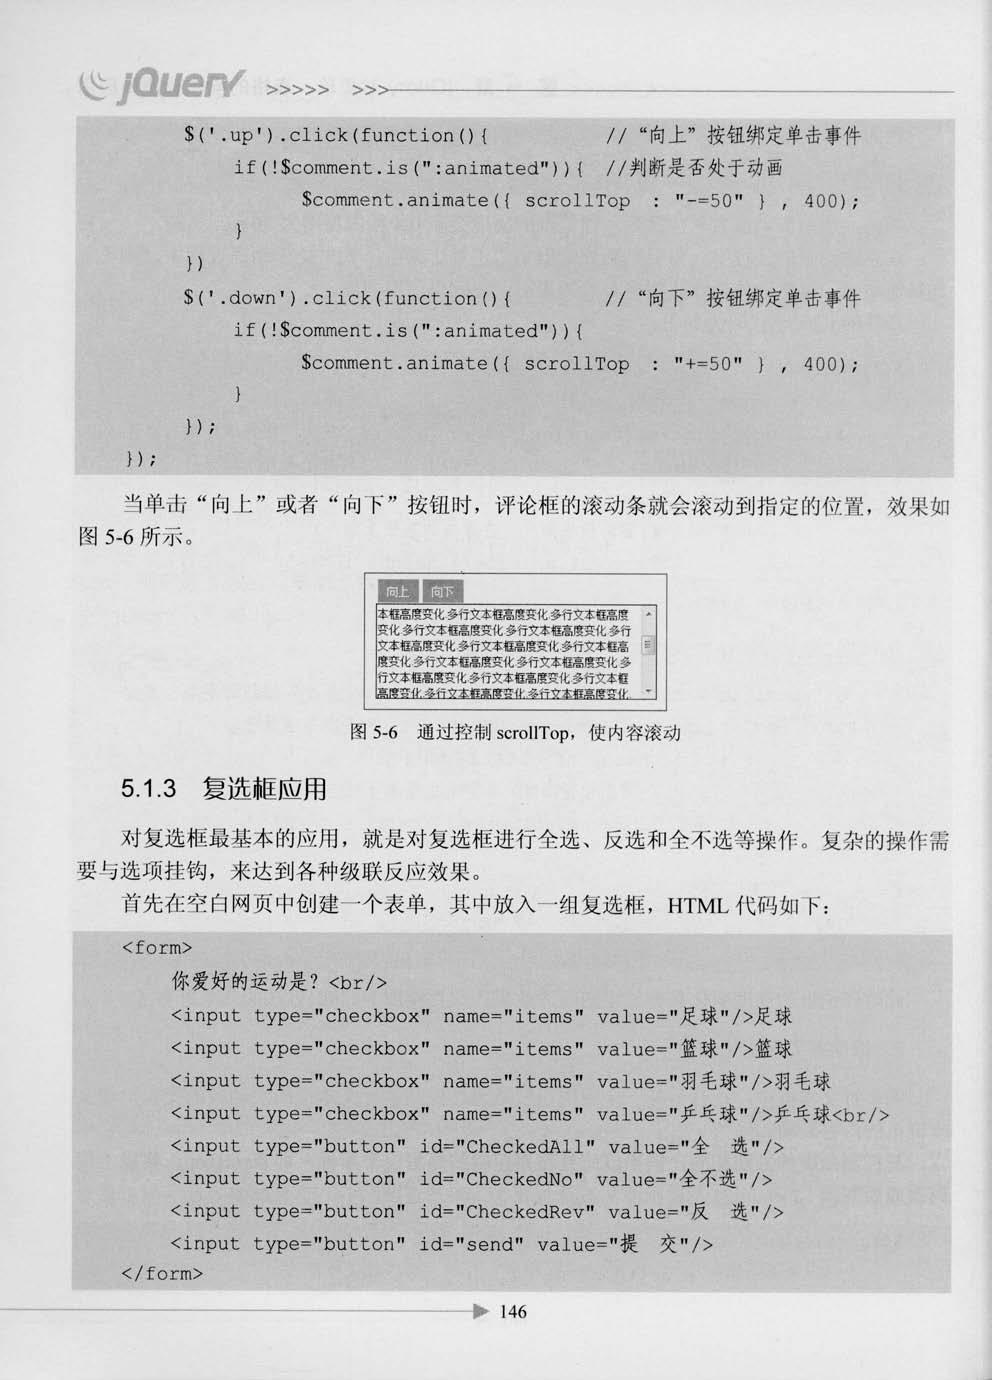 jQuery >>>>> >>>
$('.up').click(function(){ //“向上”按钮绑定单击事件
if(!$comment.is(":animated")){ //判断是否处于动画
$comment.animate({ scrollTop : "-=50" } , 400);
}
})
$('.down').click(function(){ //“向下”按钮绑定单击事件
if(!$comment.is(":animated")){
$comment.animate({ scrollTop : "+=50" } , 400);
}
});
});
当单击“向上”或者“向下”按钮时，评论框的滚动条就会滚动到指定的位置，效果如
图 5-6 所示。
向上 向下
本框高度变化.多行文本框高度变化.多行文本框高度
变化.多行文本框高度变化.多行文本框高度变化.多行
文本框高度变化.多行文本框高度变化.多行文本框高
度变化.多行文本框高度变化.多行文本框高度变化.多
行文本框高度变化.多行文本框高度变化.多行文本框
高度变化.多行文本框高度变化.多行文本框高度变化.
图 5-6 通过控制 scrollTop，使内容滚动
5.1.3 复选框应用
对复选框最基本的应用，就是对复选框进行全选、反选和全不选等操作。复杂的操作需
要与选项挂钩，来达到各种级联反应效果。
首先在空白网页中创建一个表单，其中放入一组复选框，HTML 代码如下：
<form>
你爱好的运动是？<br/>
<input type="checkbox" name="items" value="足球"/>足球
<input type="checkbox" name="items" value="篮球"/>篮球
<input type="checkbox" name="items" value="羽毛球"/>羽毛球
<input type="checkbox" name="items" value="乒乓球"/>乒乓球<br/>
<input type="button" id="CheckedAll" value="全 选"/>
<input type="button" id="CheckedNo" value="全不选"/>
<input type="button" id="CheckedRev" value="反 选"/>
<input type="button" id="send" value="提 交"/>
</form>
146